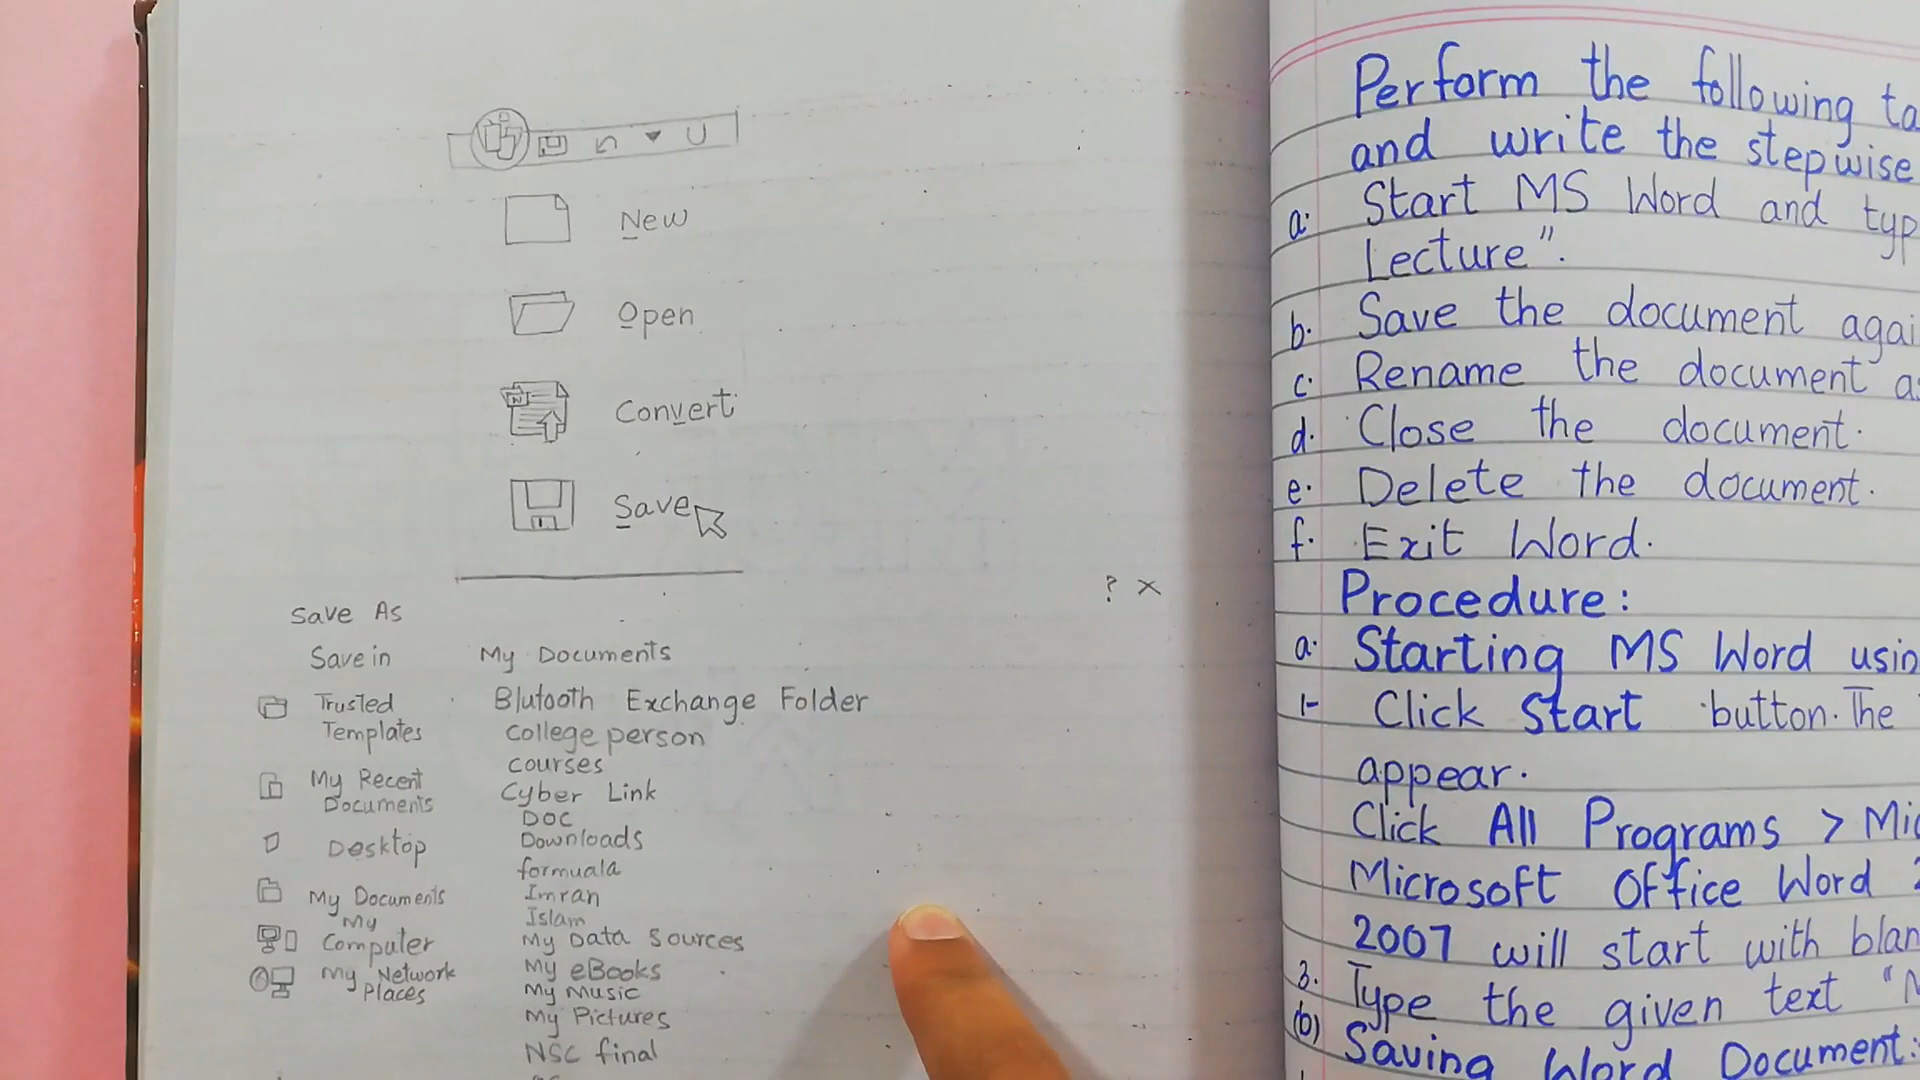 New
Open
Convert
Save
? ×
Save As
Save in My Documents
Trusted Templates
My Recent Documents
Desktop
My Documents
My Computer
My Network Places
Blutooth Exchange Folder
college person
courses
Cyber Link
DOC
Downloads
formuala
Imran
Islam
My Data Sources
My eBooks
My Music
My Pictures
NSC final
Perform the following ta
and write the stepwise
a. Start MS Word and typ
Lecture".
b. Save the document agai
c. Rename the document as
d. Close the document.
e. Delete the document.
f. Exit Word.
Procedure:
a. Starting MS Word usin
1- Click Start button. The
appear.
Click All Programs > Mic
Microsoft Office Word 2
2007 will start with blan
3. Type the given text "
(b) Saving Word Document: